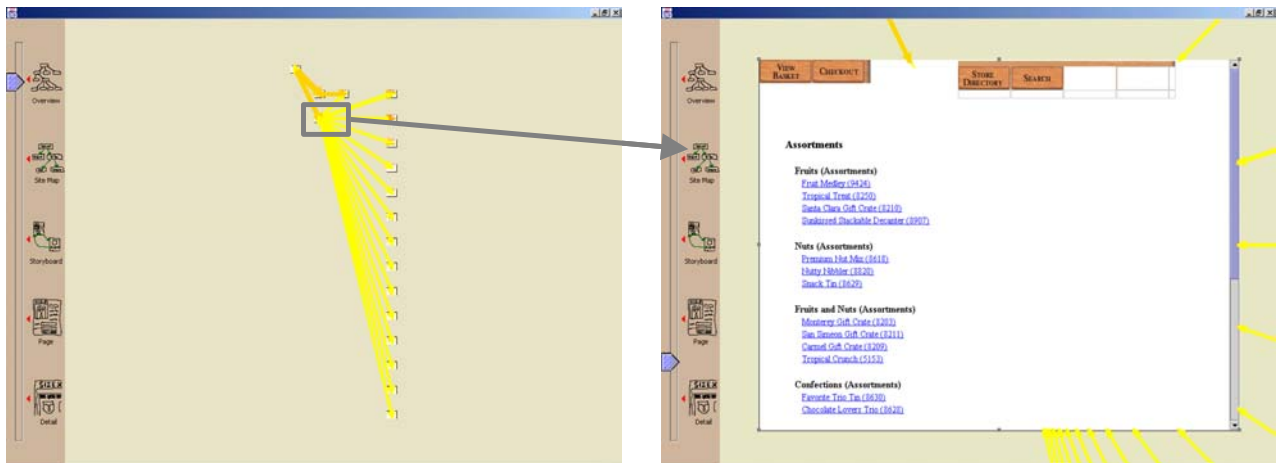 Overview
Site Map
Storyboard
Page
Detail
Overview
Site Map
Storyboard
Page
Detail
VIEW BASKET
CHECKOUT
STORE DIRECTORY
SEARCH
Assortments
Fruits (Assortments)
Fruit Medley (9424)
Tropical Treat (8250)
Santa Clara Gift Crate (8210)
Sunkissed Stackable Decanter (8907)
Nuts (Assortments)
Premium Nut Mix (8618)
Nutty Nibbler (8820)
Snack Tin (8629)
Fruits and Nuts (Assortments)
Monterey Gift Crate (8203)
San Simeon Gift Crate (8211)
Carmel Gift Crate (8209)
Tropical Crunch (5153)
Confections (Assortments)
Favorite Trio Tin (8630)
Chocolate Lovers Trio (8628)